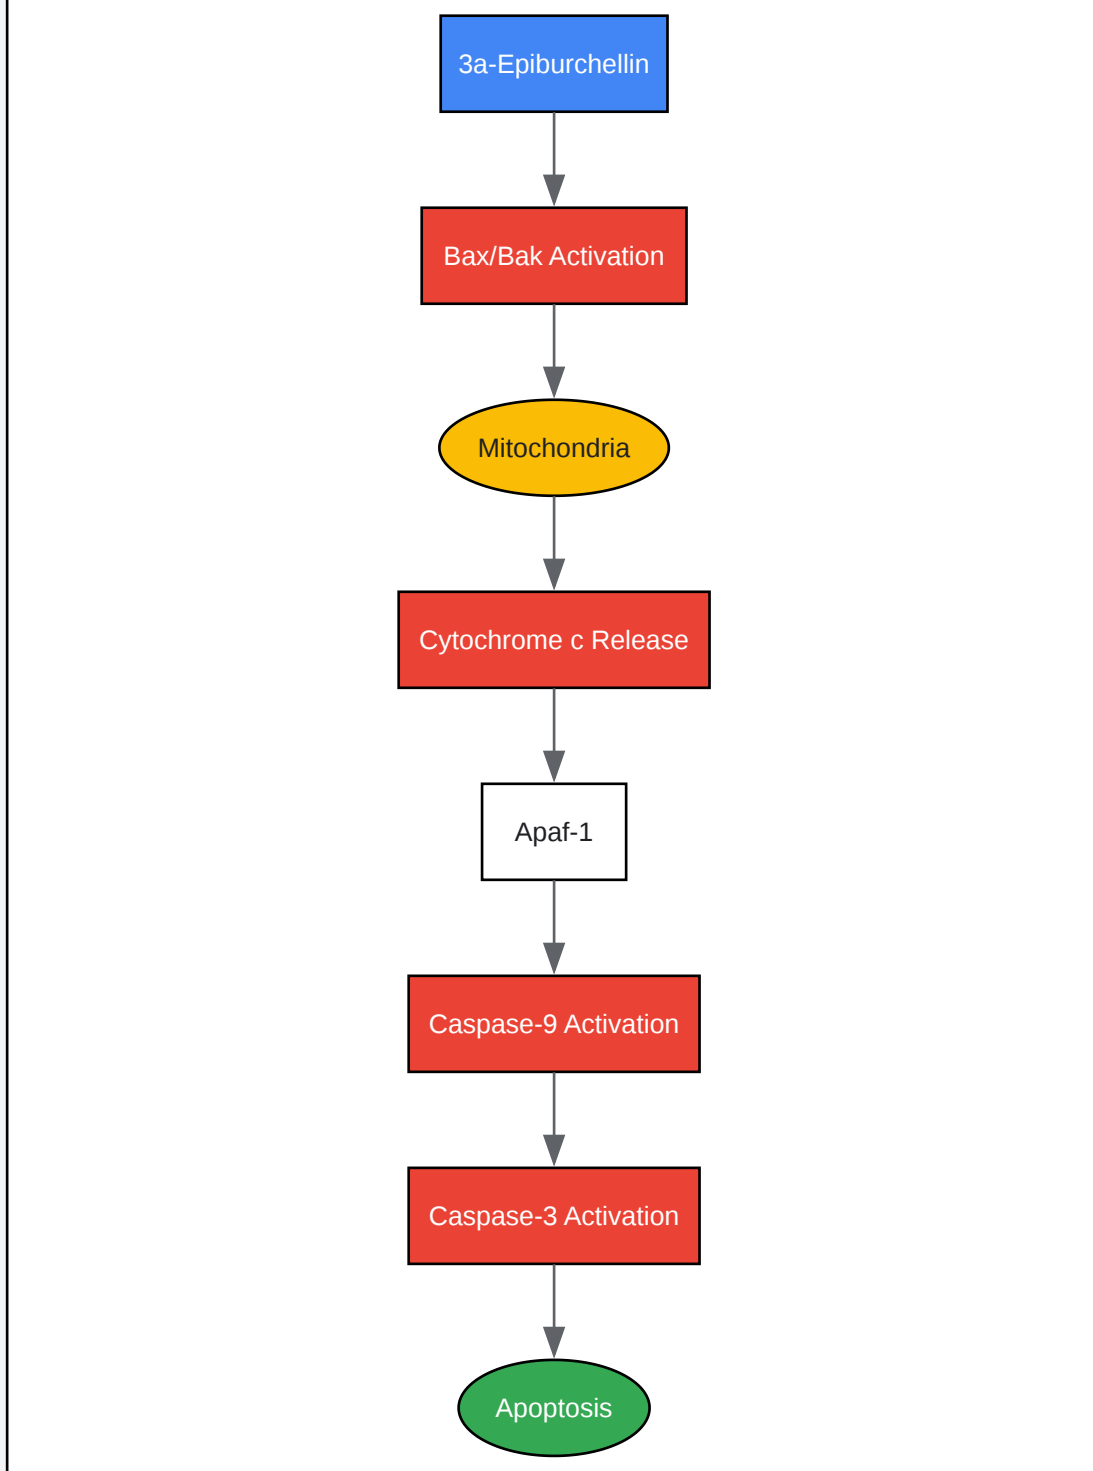 3a-Epiburchellin
Bax/Bak Activation
Mitochondria
Cytochrome c Release
Apaf-1
Caspase-9 Activation
Caspase-3 Activation
Apoptosis